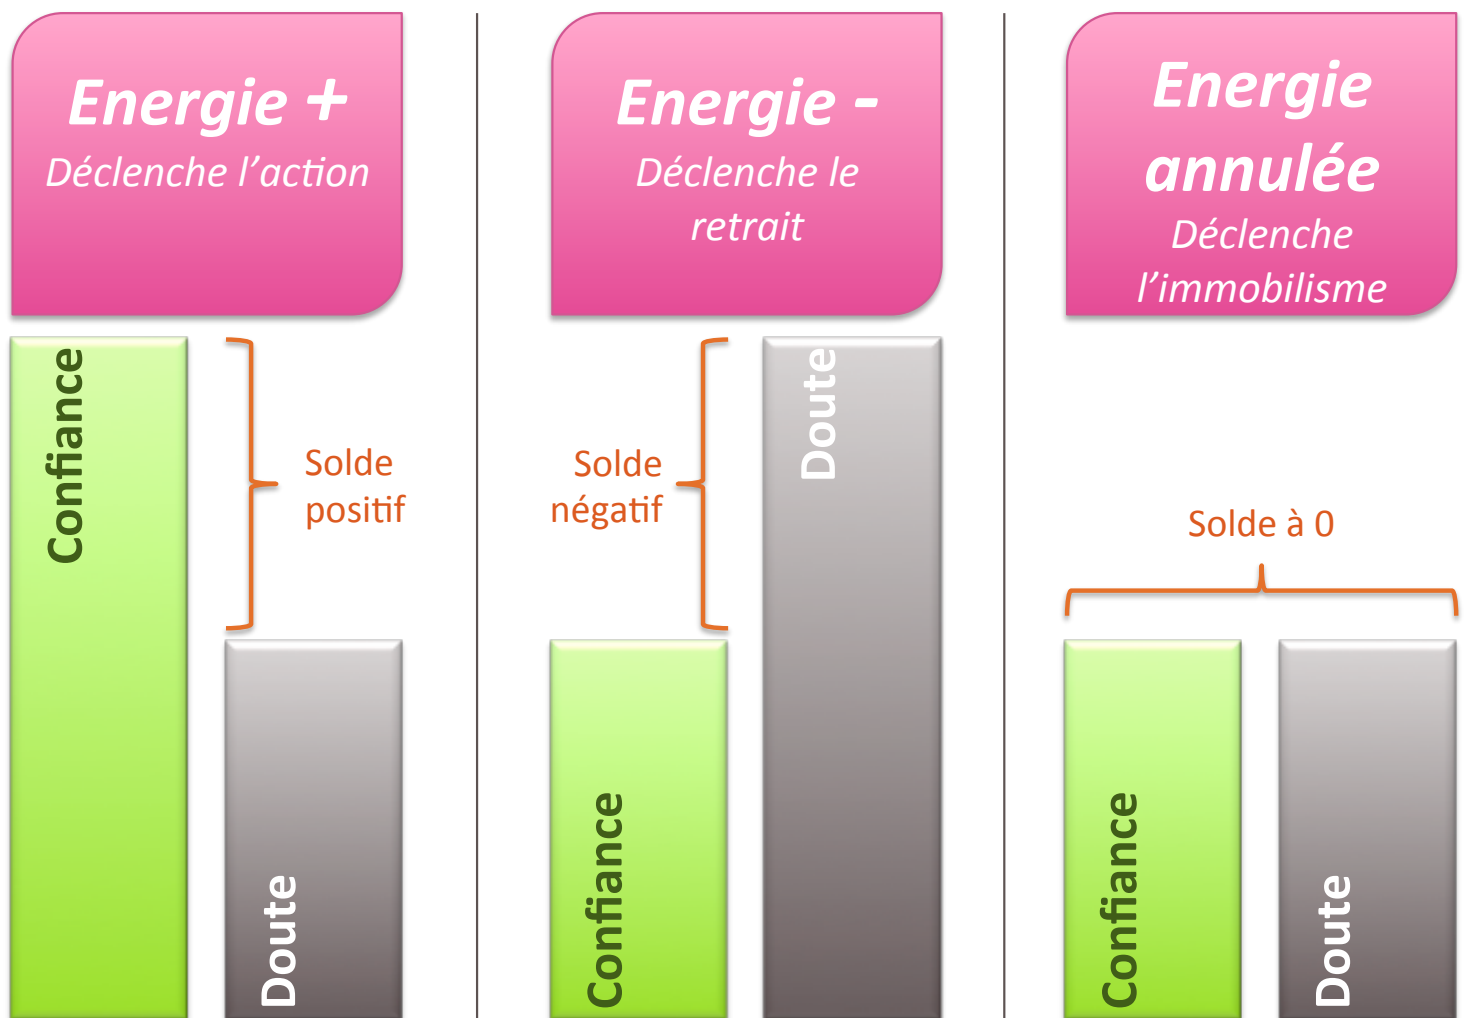 Energie +
Déclenche l’action
Confiance
Solde
positif
Doute
Energie -
Déclenche le
retrait
Solde
négatif
Doute
Confiance
Energie
annulée
Déclenche
l’immobilisme
Solde à 0
Confiance
Doute